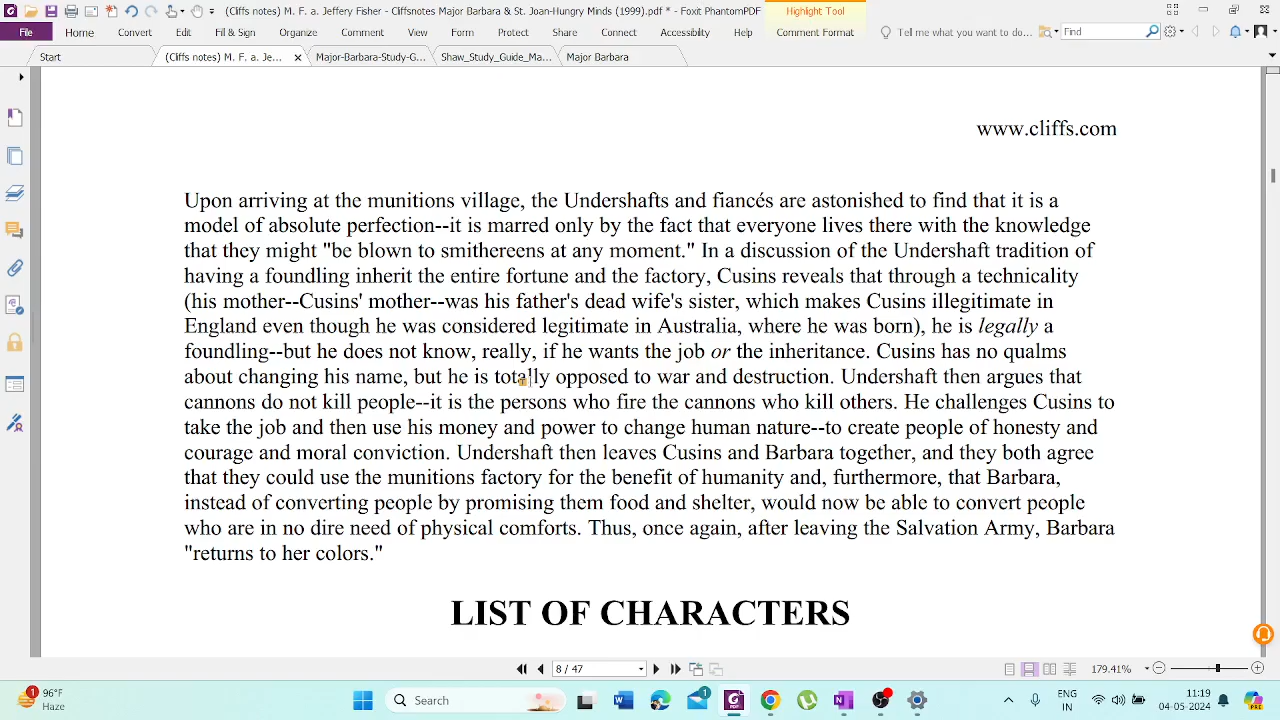 (Cliffs notes) M. F. a. Jeffery Fisher - Cliffsnotes Major Barbara & St. Joan-Hungry Minds (1999).pdf * - Foxit PhantomPDF
Highlight Tool
File Home Convert Edit Fill & Sign Organize Comment View Form Protect Share Connect Accessibility Help Comment Format Tell me what you want to do... Find
Start (Cliffs notes) M. F. a. Je... Major-Barbara-Study-G... Shaw_Study_Guide_Ma... Major Barbara
www.cliffs.com
Upon arriving at the munitions village, the Undershafts and fiancés are astonished to find that it is a
model of absolute perfection--it is marred only by the fact that everyone lives there with the knowledge
that they might "be blown to smithereens at any moment." In a discussion of the Undershaft tradition of
having a foundling inherit the entire fortune and the factory, Cusins reveals that through a technicality
(his mother--Cusins' mother--was his father's dead wife's sister, which makes Cusins illegitimate in
England even though he was considered legitimate in Australia, where he was born), he is legally a
foundling--but he does not know, really, if he wants the job or the inheritance. Cusins has no qualms
about changing his name, but he is totally opposed to war and destruction. Undershaft then argues that
cannons do not kill people--it is the persons who fire the cannons who kill others. He challenges Cusins to
take the job and then use his money and power to change human nature--to create people of honesty and
courage and moral conviction. Undershaft then leaves Cusins and Barbara together, and they both agree
that they could use the munitions factory for the benefit of humanity and, furthermore, that Barbara,
instead of converting people by promising them food and shelter, would now be able to convert people
who are in no dire need of physical comforts. Thus, once again, after leaving the Salvation Army, Barbara
"returns to her colors."
LIST OF CHARACTERS
8 / 47 179.41%
1 96°F Search 1 ENG 11:19
Haze IN 04-05-2024